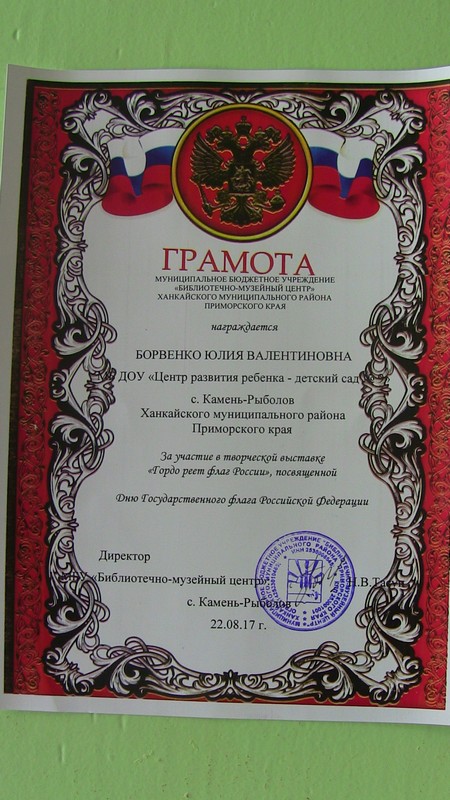 ГРАМОТА
МУНИЦИПАЛЬНОЕ БЮДЖЕТНОЕ УЧРЕЖДЕНИЕ
«БИБЛИОТЕЧНО-МУЗЕЙНЫЙ ЦЕНТР»
ХАНКАЙСКОГО МУНИЦИПАЛЬНОГО РАЙОНА
ПРИМОРСКОГО КРАЯ
награждается
БОРВЕНКО ЮЛИЯ ВАЛЕНТИНОВНА
ДОУ «Центр развития ребенка - детский сад
с. Камень-Рыболов
Ханкайского муниципального района
Приморского края
За участие в творческой выставке
«Гордо реет флаг России», посвященной
Дню Государственного флага Российской Федерации
Директор
«Библиотечно-музейный центр» Н.В.
с. Камень-Рыболов
22.08.17 г.